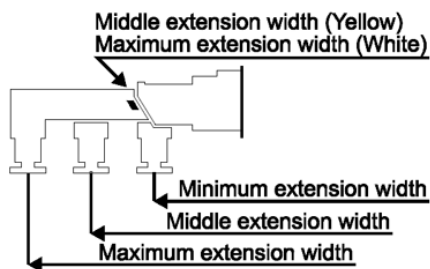 Middle extension width (Yellow)
Maximum extension width (White)
Minimum extension width
Middle extension width
Maximum extension width